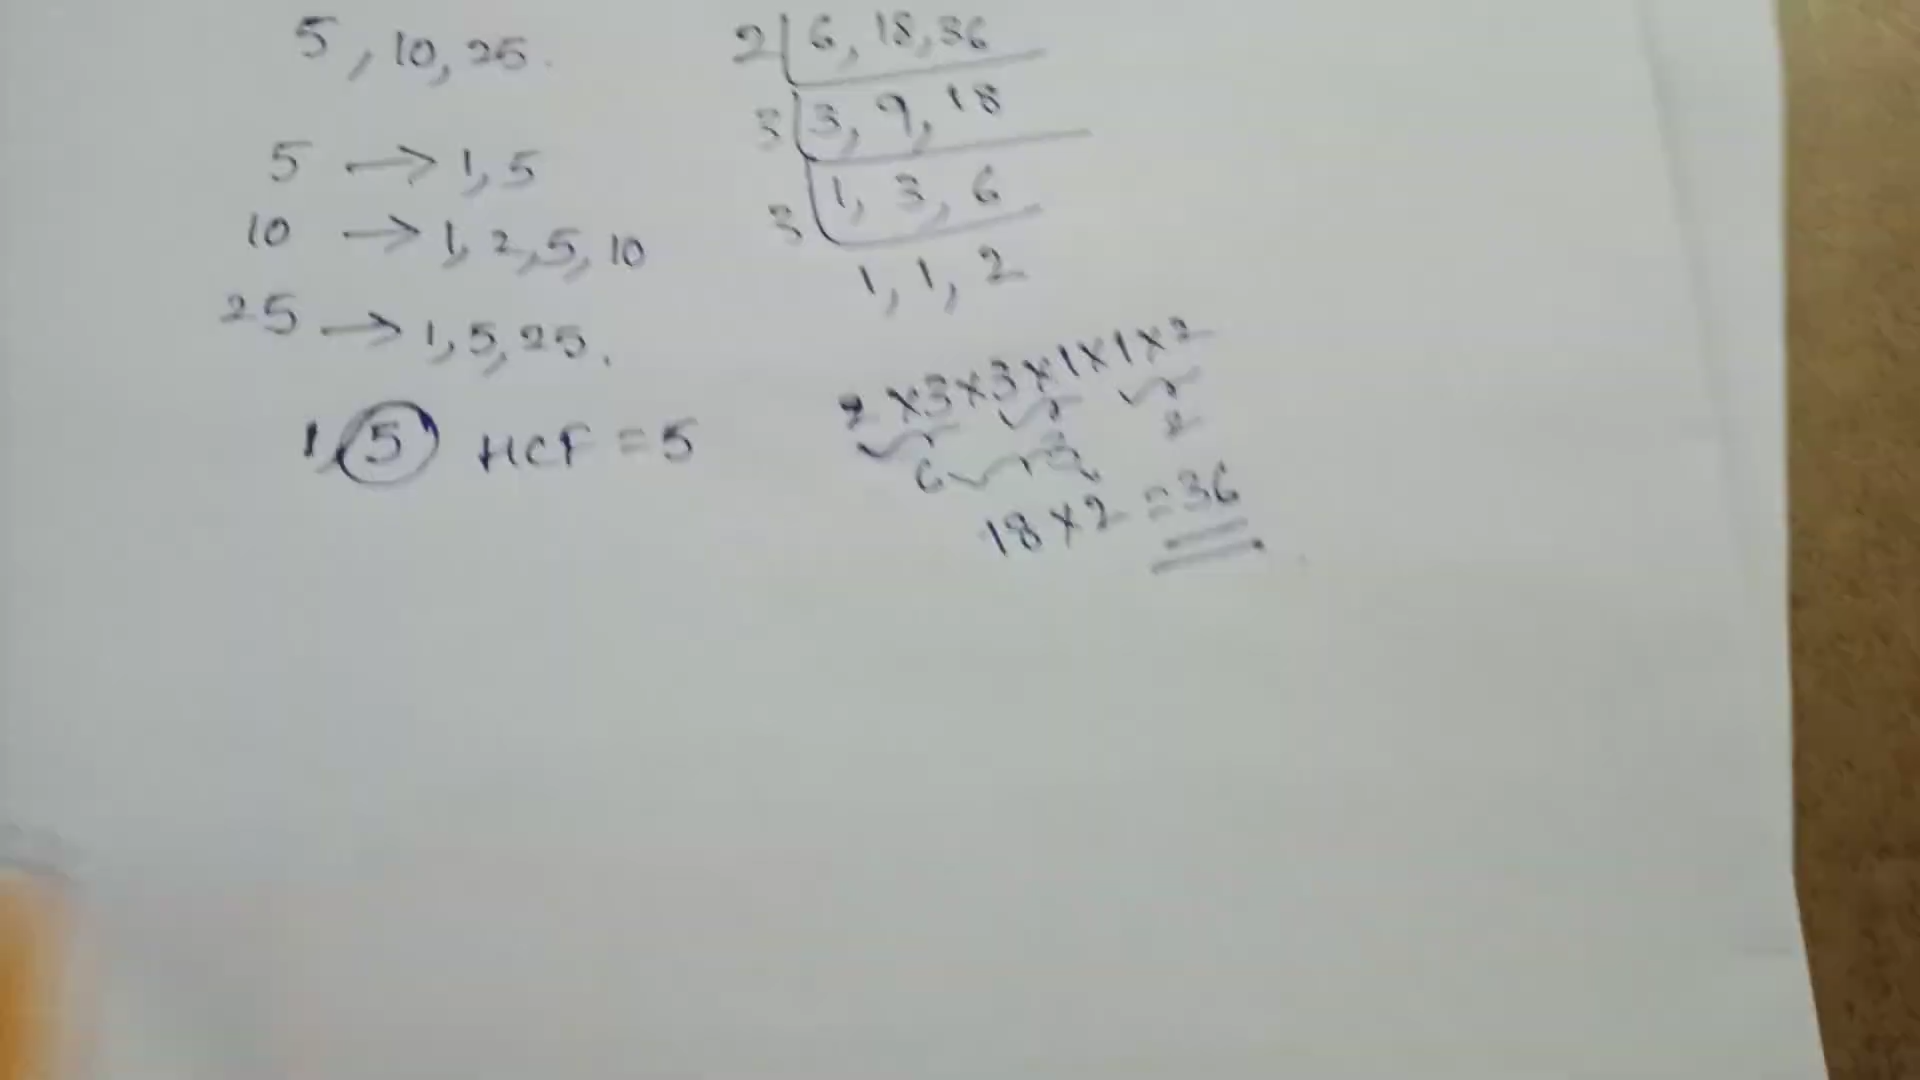 5, 10, 25.
5 → 1, 5
10 → 1, 2, 5, 10
25 → 1, 5, 25.
1, 5 HCF = 5
2 | 6, 18, 36
3 | 3, 9, 18
3 | 1, 3, 6
1, 1, 2
2 x 3 x 3 x 1 x 1 x 2
6 3 2
18 x 2 = 36